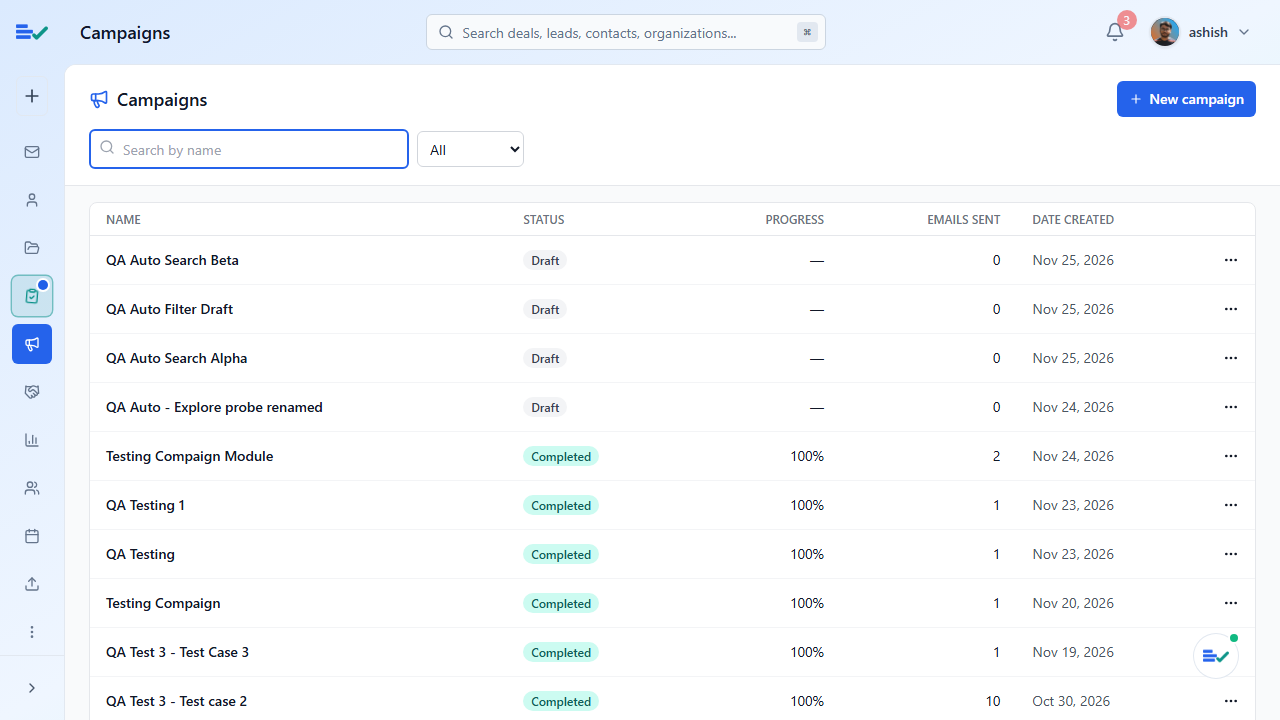 Campaigns
Search deals, leads, contacts, organizations... ⌘
3
ashish
Campaigns
+ New campaign
Search by name
All
NAME STATUS PROGRESS EMAILS SENT DATE CREATED
QA Auto Search Beta Draft — 0 Nov 25, 2026
QA Auto Filter Draft Draft — 0 Nov 25, 2026
QA Auto Search Alpha Draft — 0 Nov 25, 2026
QA Auto - Explore probe renamed Draft — 0 Nov 24, 2026
Testing Compaign Module Completed 100% 2 Nov 24, 2026
QA Testing 1 Completed 100% 1 Nov 23, 2026
QA Testing Completed 100% 1 Nov 23, 2026
Testing Compaign Completed 100% 1 Nov 20, 2026
QA Test 3 - Test Case 3 Completed 100% 1 Nov 19, 2026
QA Test 3 - Test case 2 Completed 100% 10 Oct 30, 2026